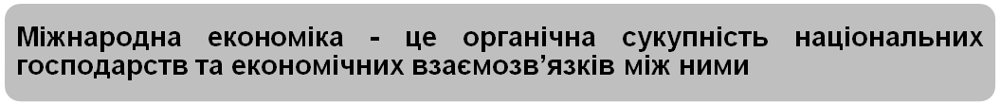 Міжнародна економіка - це органічна сукупність національних
господарств та економічних взаємозв’язків між ними